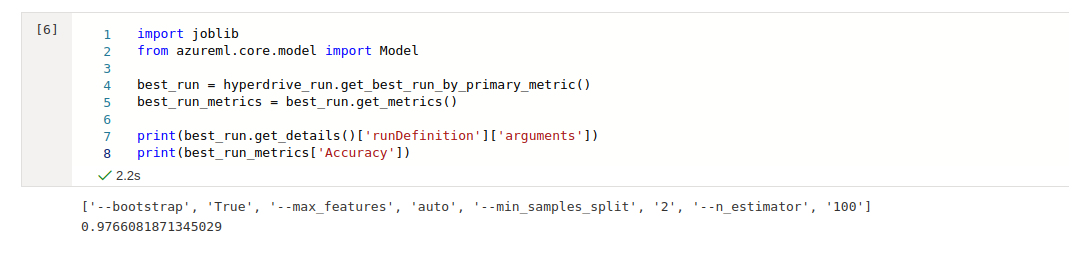 [6]
1 import joblib
2 from azureml.core.model import Model
3
4 best_run = hyperdrive_run.get_best_run_by_primary_metric()
5 best_run_metrics = best_run.get_metrics()
6
7 print(best_run.get_details()['runDefinition']['arguments'])
8 print(best_run_metrics['Accuracy'])
2.2s
['--bootstrap', 'True', '--max_features', 'auto', '--min_samples_split', '2', '--n_estimator', '100']
0.9766081871345029